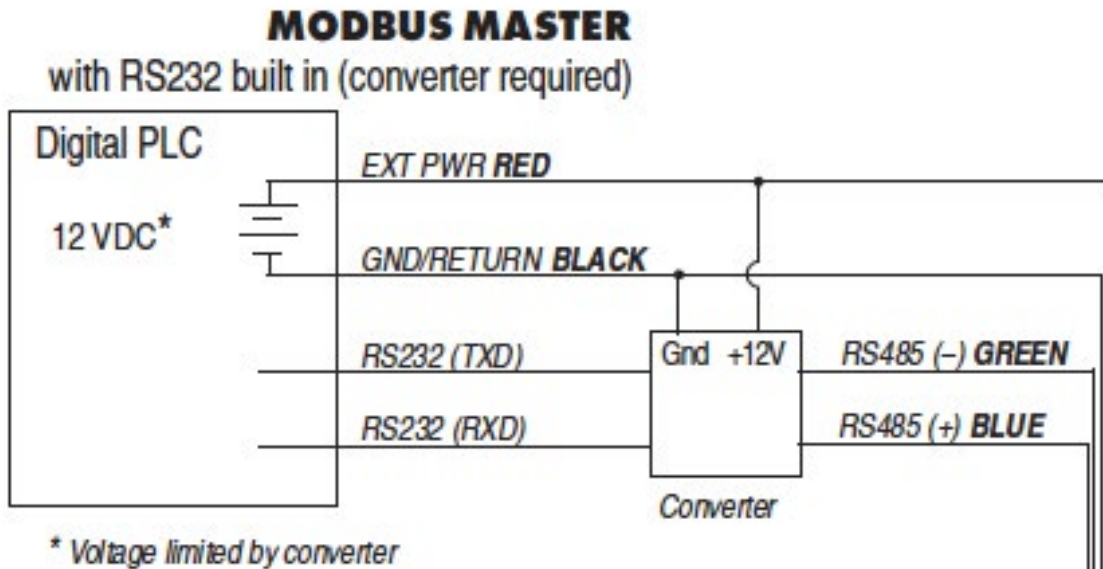 MODBUS MASTER
with RS232 built in (converter required)
Digital PLC
EXT PWR RED
12 VDC*
GND/RETURN BLACK
Gnd +12V
RS232 (TXD)
RS485 (–) GREEN
RS232 (RXD)
RS485 (+) BLUE
Converter
* Voltage limited by converter